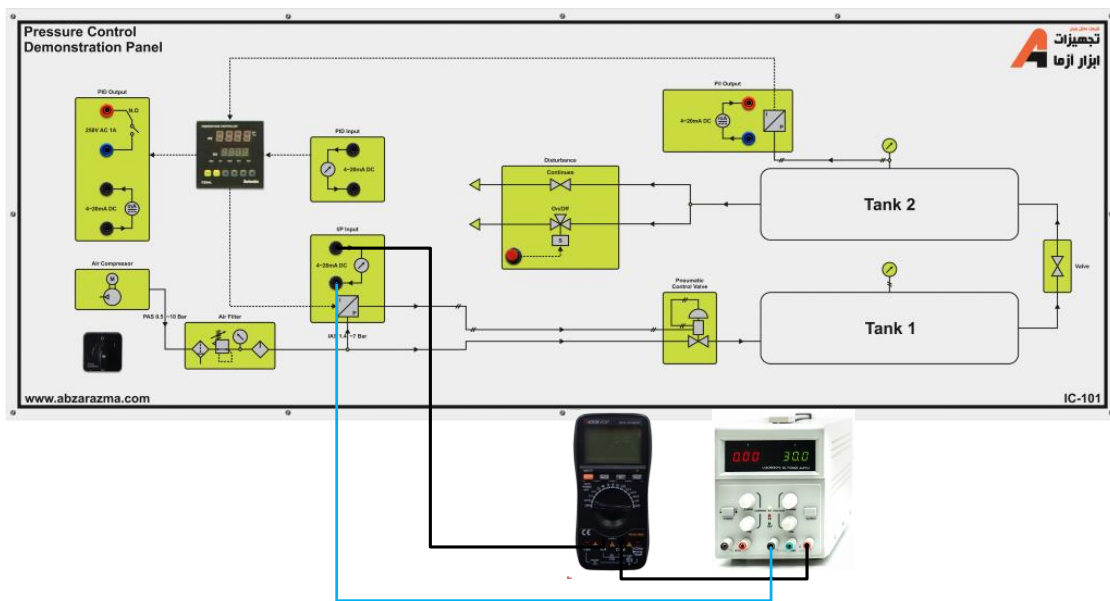 Pressure Control
Demonstration Panel
تجهیزات
ابزار آزما
PID Output
N.O
250V AC 1A
4~20mA DC
PID Input
4~20mA DC
I/P Input
4~20mA DC
I
P
PV Output
4~20mA DC
I
P
Disturbance
Continues
On/Off
S
Tank 2
Tank 1
Valve
Pneumatic
Control Valve
Air Compressor
M
PAS 0.5 ~10 Bar
Air Filter
IAS 1.4 ~7 Bar
www.abzarazma.com
IC-101
0.00
30.0